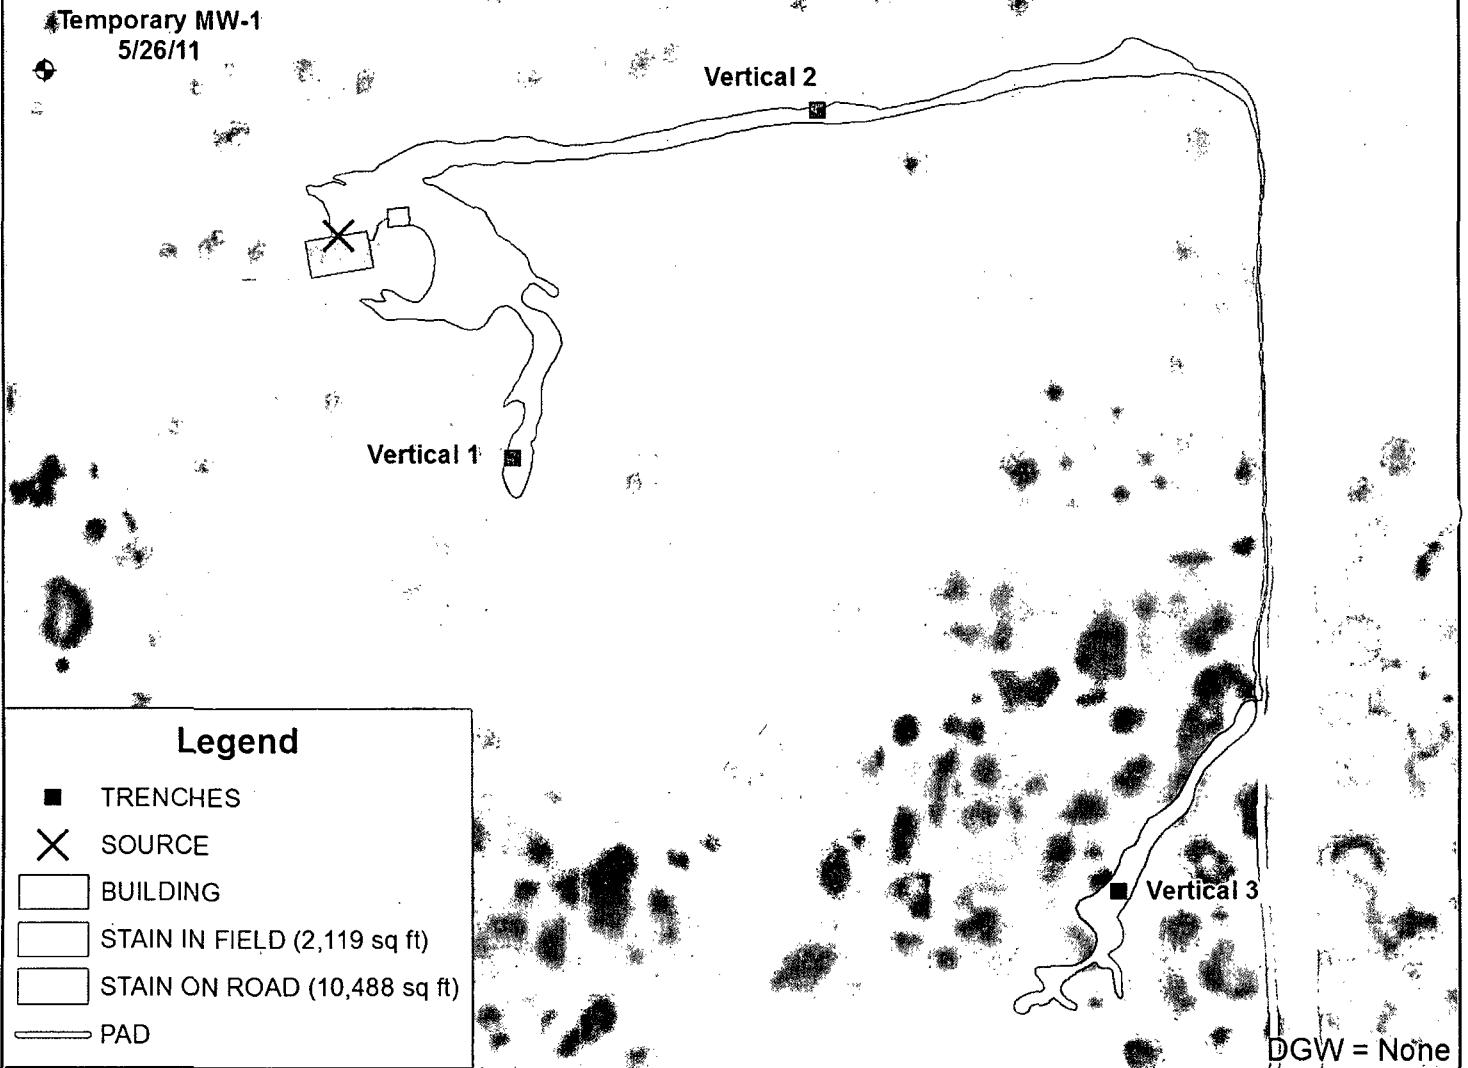 Temporary MW-1
5/26/11
Vertical 2
Vertical 1
Vertical 3
Legend
TRENCHES
SOURCE
BUILDING
STAIN IN FIELD (2,119 sq ft)
STAIN ON ROAD (10,488 sq ft)
PAD
DGW = None